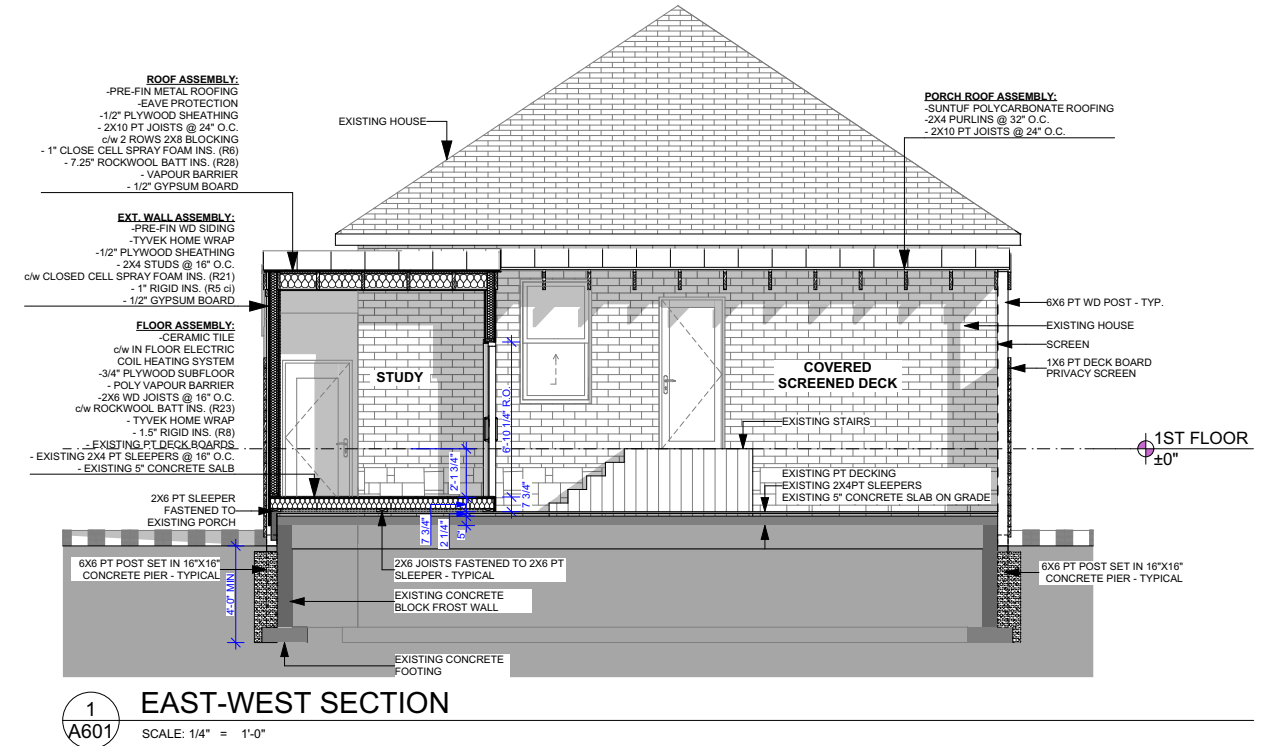 ROOF ASSEMBLY:
-PRE-FIN METAL ROOFING
-EAVE PROTECTION
-1/2" PLYWOOD SHEATHING
- 2X10 PT JOISTS @ 24" O.C.
c/w 2 ROWS 2X8 BLOCKING
- 1" CLOSE CELL SPRAY FOAM INS. (R6)
- 7.25" ROCKWOOL BATT INS. (R28)
- VAPOUR BARRIER
- 1/2" GYPSUM BOARD
EXT. WALL ASSEMBLY:
-PRE-FIN WD SIDING
-TYVEK HOME WRAP
-1/2" PLYWOOD SHEATHING
- 2X4 STUDS @ 16" O.C.
c/w CLOSED CELL SPRAY FOAM INS. (R21)
- 1" RIGID INS. (R5 ci)
- 1/2" GYPSUM BOARD
FLOOR ASSEMBLY:
-CERAMIC TILE
c/w IN FLOOR ELECTRIC
COIL HEATING SYSTEM
-3/4" PLYWOOD SUBFLOOR
- POLY VAPOUR BARRIER
-2X6 WD JOISTS @ 16" O.C.
c/w ROCKWOOL BATT INS. (R23)
- TYVEK HOME WRAP
- 1.5" RIGID INS. (R8)
- EXISTING PT DECK BOARDS
- EXISTING 2X4 PT SLEEPERS @ 16" O.C.
- EXISTING 5" CONCRETE SALB
2X6 PT SLEEPER
FASTENED TO
EXISTING PORCH
6X6 PT POST SET IN 16"X16"
CONCRETE PIER - TYPICAL
4'-0" MIN
EXISTING HOUSE
STUDY
2'-1 3/4"
6'-10 1/4" R.O.
7 3/4"
7 3/4"
2 1/4"
5"
2X6 JOISTS FASTENED TO 2X6 PT
SLEEPER - TYPICAL
EXISTING CONCRETE
BLOCK FROST WALL
EXISTING CONCRETE
FOOTING
COVERED
SCREENED DECK
EXISTING STAIRS
EXISTING PT DECKING
EXISTING 2X4PT SLEEPERS
EXISTING 5" CONCRETE SLAB ON GRADE
PORCH ROOF ASSEMBLY:
-SUNTUF POLYCARBONATE ROOFING
-2X4 PURLINS @ 32" O.C.
- 2X10 PT JOISTS @ 24" O.C.
6X6 PT WD POST - TYP.
EXISTING HOUSE
SCREEN
1X6 PT DECK BOARD
PRIVACY SCREEN
1ST FLOOR
±0"
6X6 PT POST SET IN 16"X16"
CONCRETE PIER - TYPICAL
1
A601
EAST-WEST SECTION
SCALE: 1/4" = 1'-0"